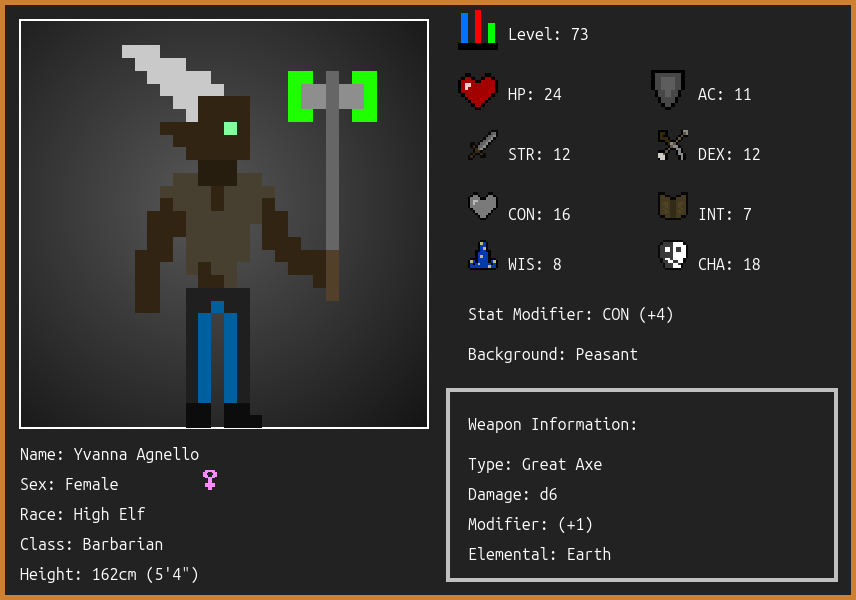 Level: 73
HP: 24
AC: 11
STR: 12
DEX: 12
CON: 16
INT: 7
WIS: 8
CHA: 18
Stat Modifier: CON (+4)
Background: Peasant
Weapon Information:
Type: Great Axe
Damage: d6
Modifier: (+1)
Elemental: Earth
Name: Yvanna Agnello
Sex: Female
Race: High Elf
Class: Barbarian
Height: 162cm (5'4")